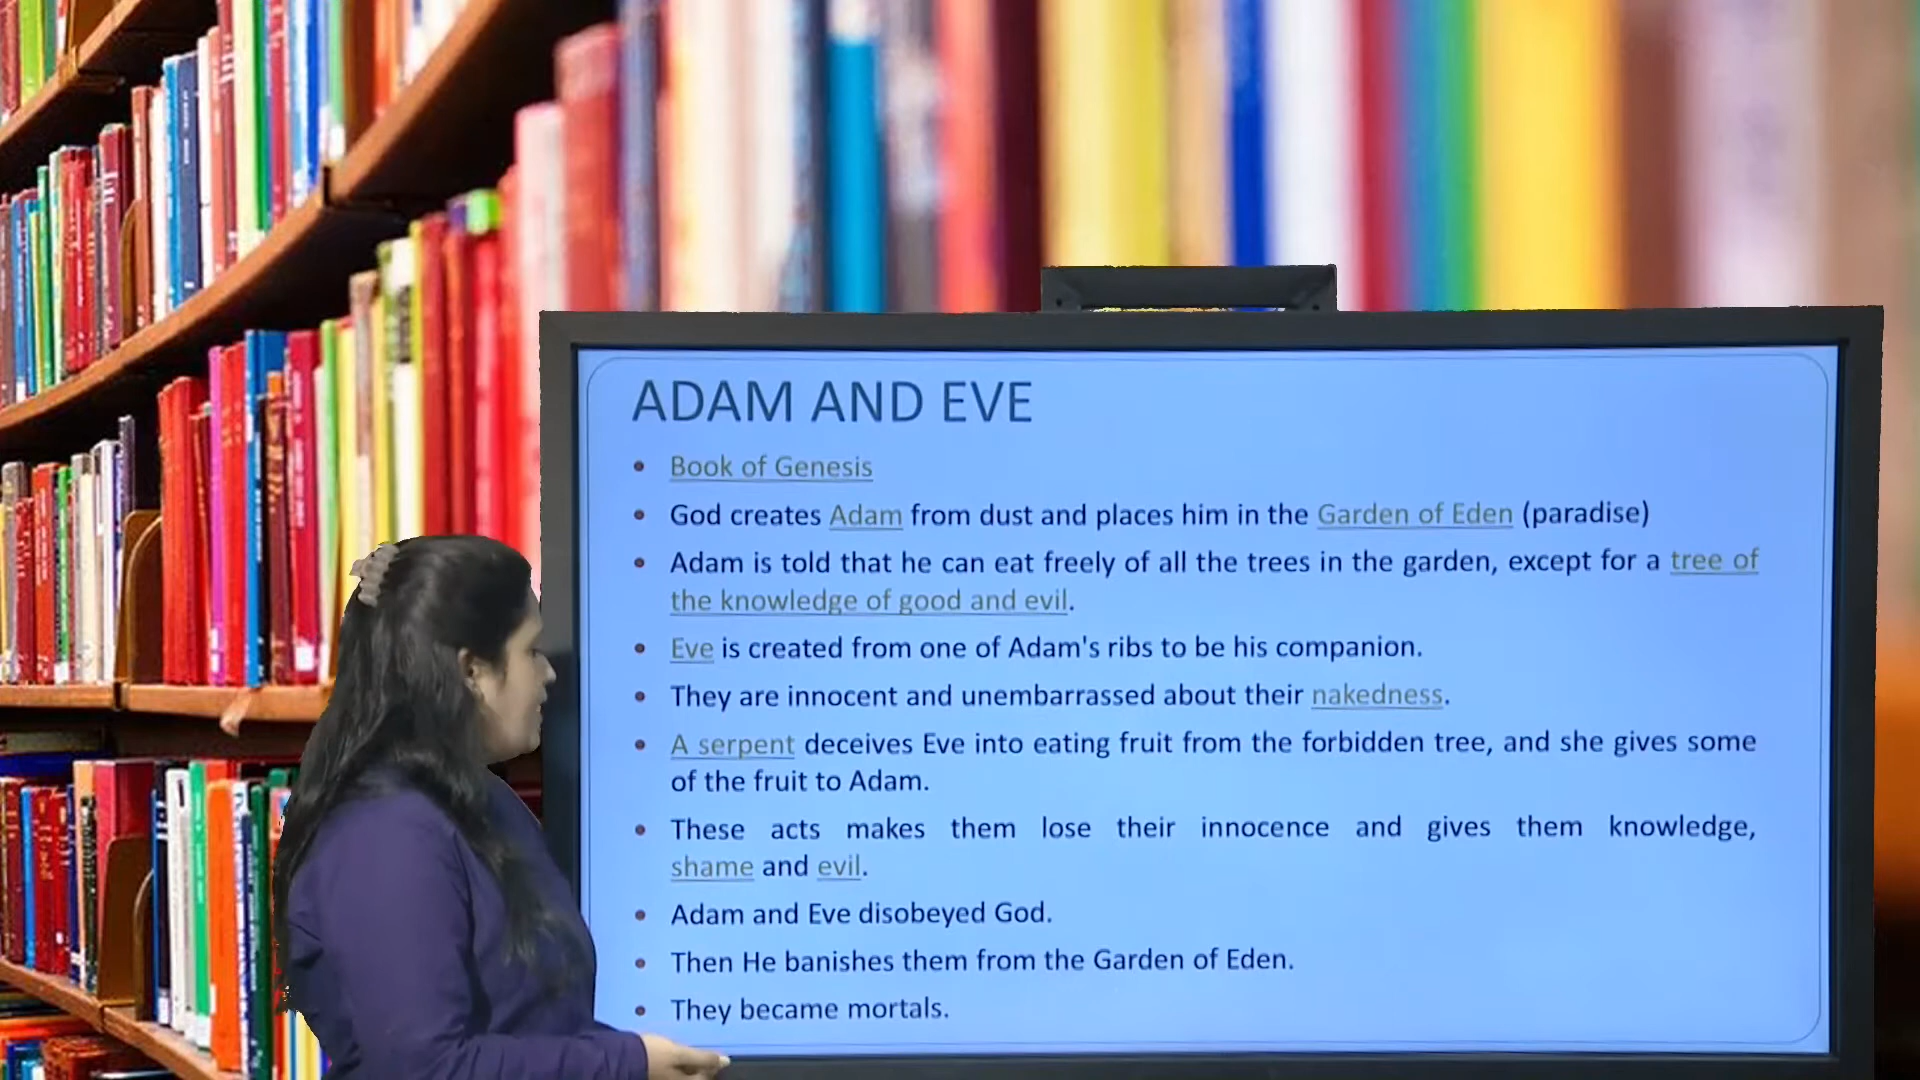 ADAM AND EVE
• Book of Genesis
• God creates Adam from dust and places him in the Garden of Eden (paradise)
• Adam is told that he can eat freely of all the trees in the garden, except for a tree of
the knowledge of good and evil.
• Eve is created from one of Adam's ribs to be his companion.
• They are innocent and unembarrassed about their nakedness.
• A serpent deceives Eve into eating fruit from the forbidden tree, and she gives some
of the fruit to Adam.
• These acts makes them lose their innocence and gives them knowledge,
shame and evil.
• Adam and Eve disobeyed God.
• Then He banishes them from the Garden of Eden.
• They became mortals.